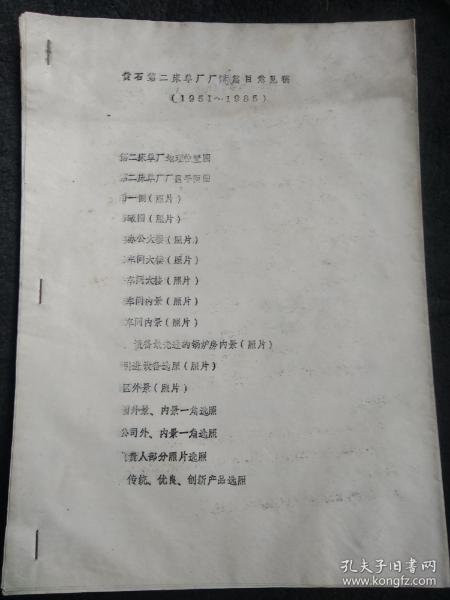 黄石第二床单厂厂志篇目意见稿
（1951～1985）
第二床单厂地理位置图
第二床单厂厂区平面图
一侧（照片）
图（照片）
办公大楼（照片）
车间大楼（照片）
车间大楼（照片）
车间内景（照片）
车间内景（照片）
、设备最先进的锅炉房内景（照片）
引进设备选照（照片）
区外景（照片）
外景、内景一角选照
公司外、内景一角选照
人部分照片选照
传统、优良、创新产品选照
孔夫子旧书网
www.kongfz.com